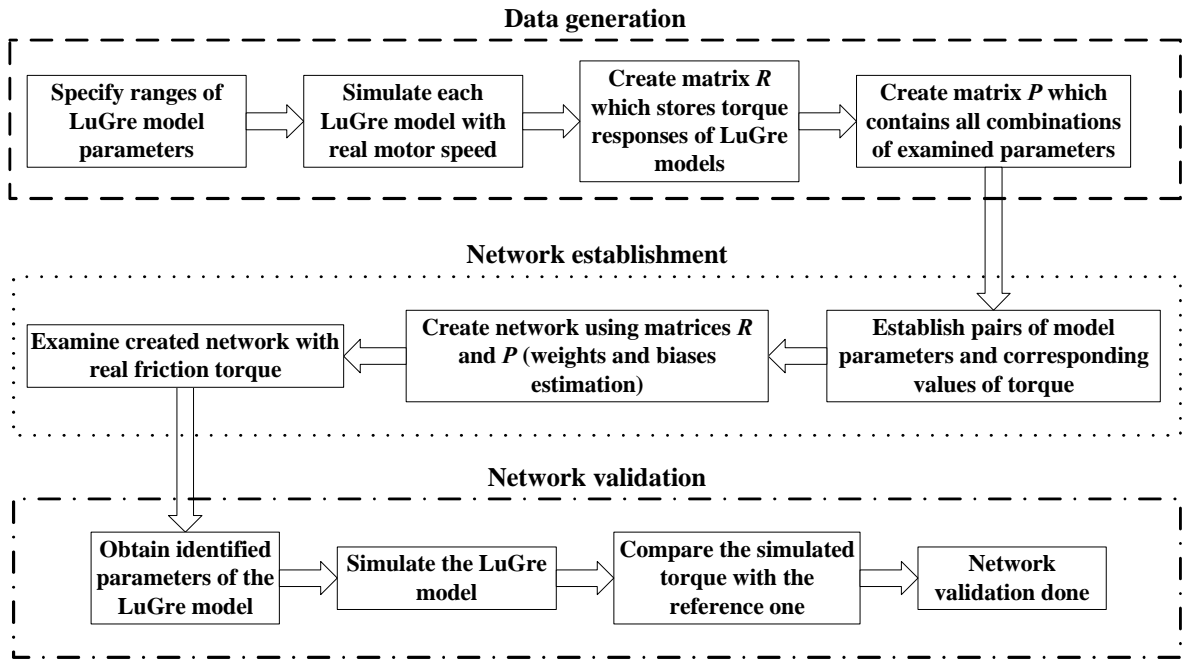 Data generation
Specify ranges of
LuGre model
parameters
Simulate each
LuGre model with
real motor speed
Create matrix R
which stores torque
responses of LuGre
models
Create matrix P which
contains all combinations
of examined parameters
Network establishment
Examine created network with
real friction torque
Create network using matrices R
and P (weights and biases
estimation)
Establish pairs of model
parameters and corresponding
values of torque
Network validation
Obtain identified
parameters of the
LuGre model
Simulate the LuGre
model
Compare the simulated
torque with the
reference one
Network
validation done